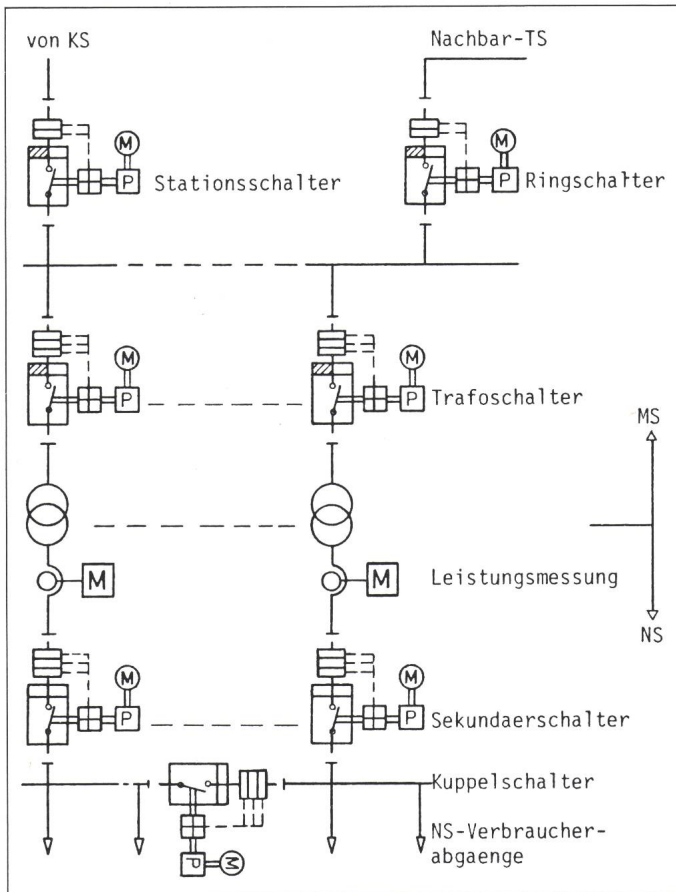 von KS
Nachbar-TS
M
M
P
Stationsschalter
P
Ringschalter
M
M
P
P
Trafoschalter
MS
M
M
Leistungsmessung
NS
M
M
P
P
Sekundaerschalter
Kuppelschalter
P
M
NS-Verbraucher-
abgaenge